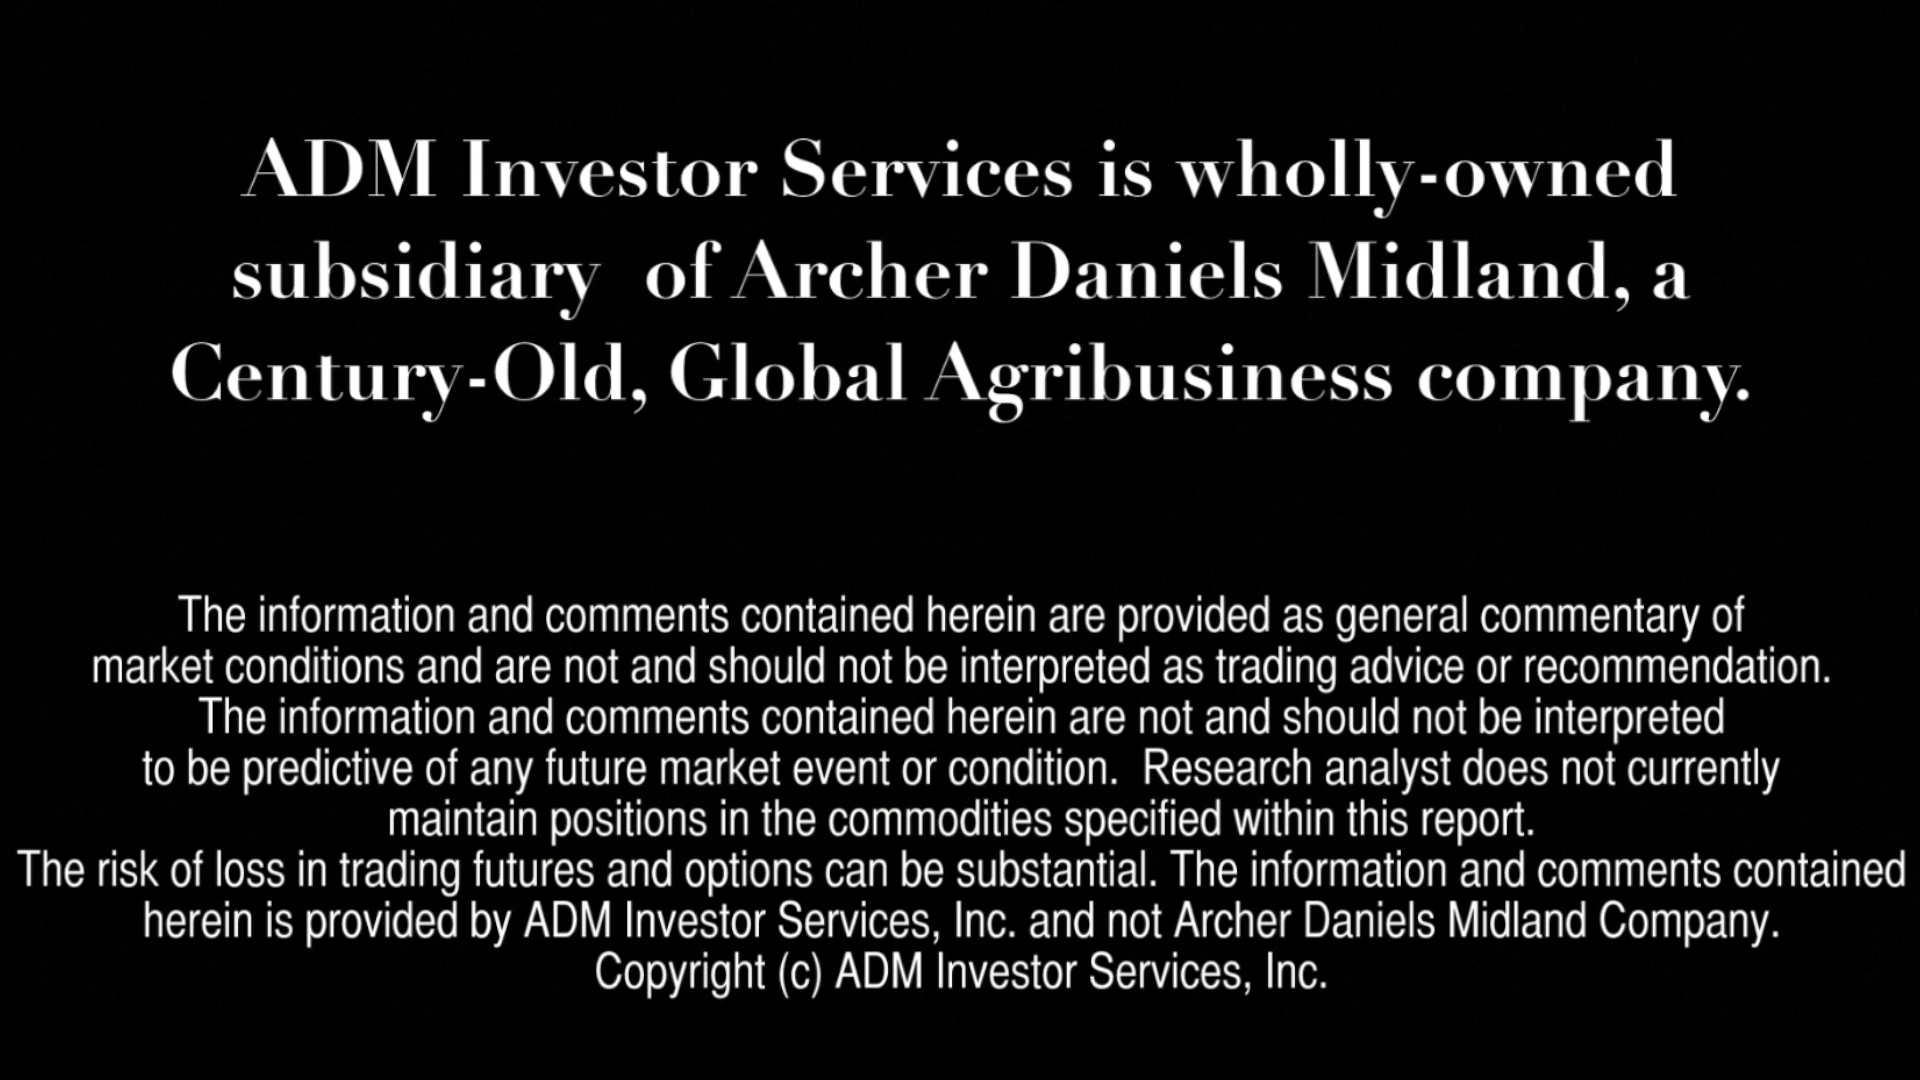 ADM Investor Services is wholly-owned
subsidiary  of Archer Daniels Midland, a
Century-Old, Global Agribusiness company.
The information and comments contained herein are provided as general commentary of
market conditions and are not and should not be interpreted as trading advice or recommendation.
The information and comments contained herein are not and should not be interpreted
to be predictive of any future market event or condition.  Research analyst does not currently
maintain positions in the commodities specified within this report.
The risk of loss in trading futures and options can be substantial. The information and comments contained
herein is provided by ADM Investor Services, Inc. and not Archer Daniels Midland Company.
Copyright (c) ADM Investor Services, Inc.